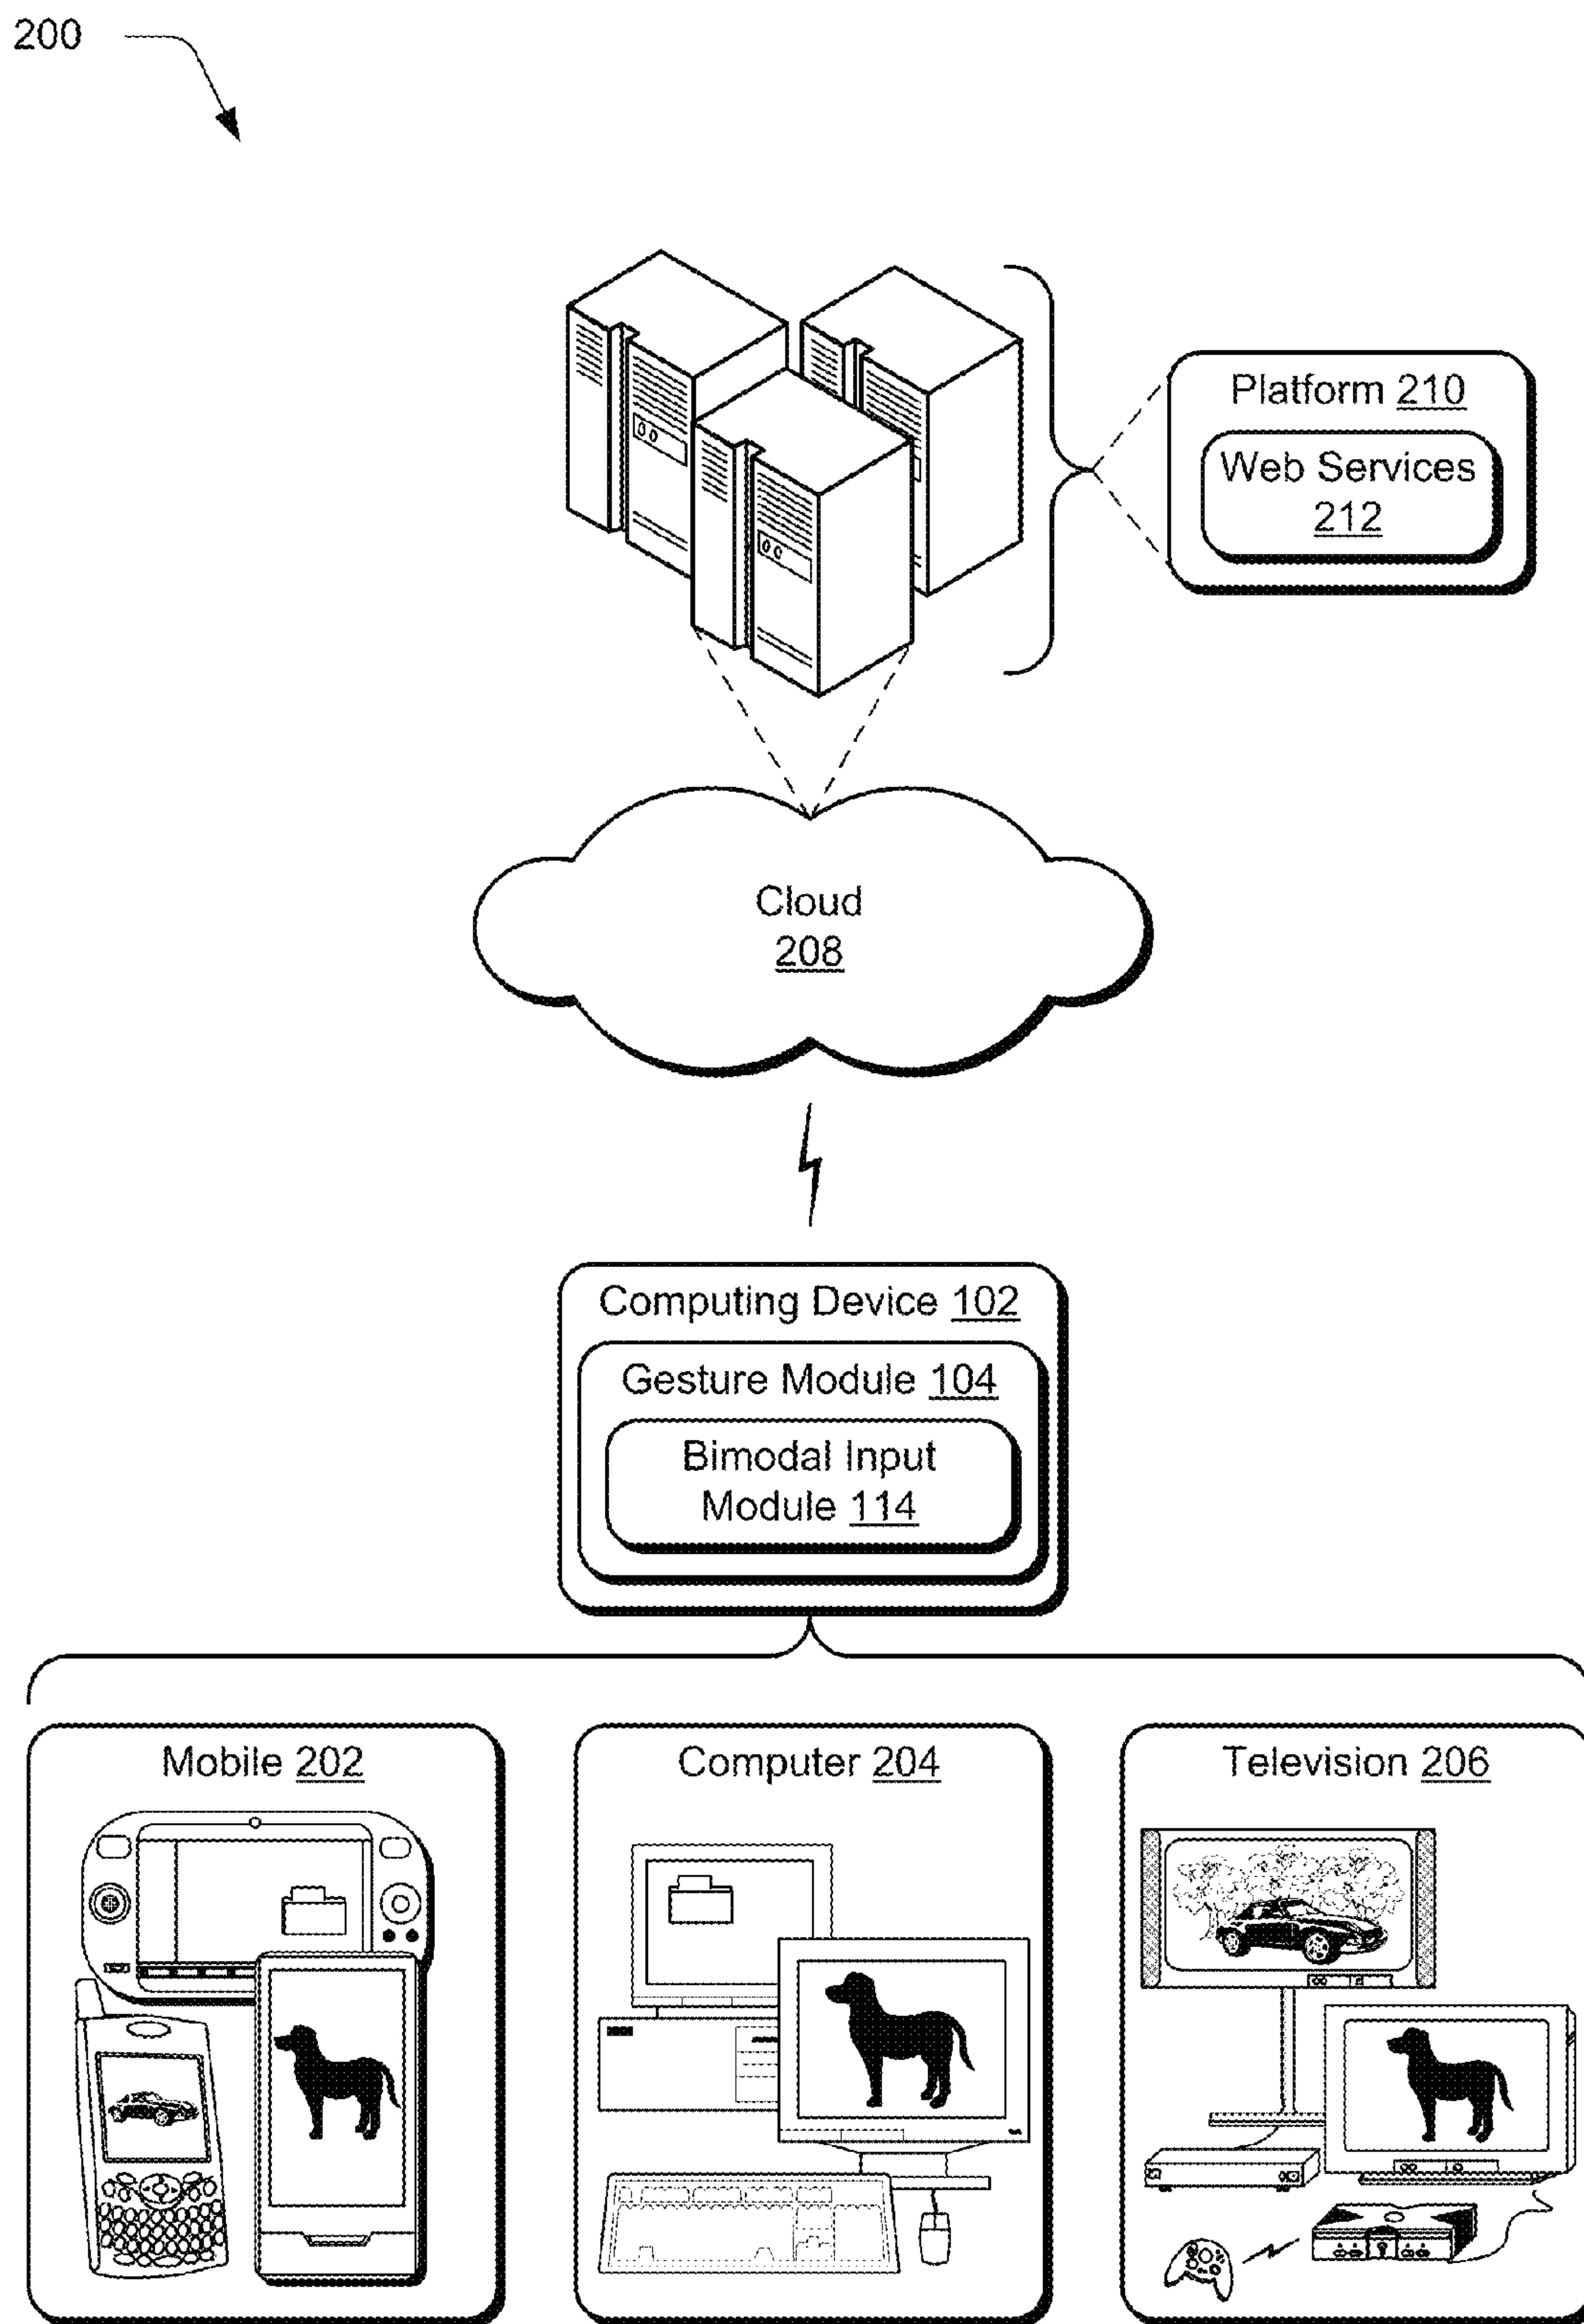 200
Platform 210
Web Services
212
Cloud
208
Computing Device 102
Gesture Module 104
Bimodal Input
Module 114
Mobile 202
Computer 204
Television 206